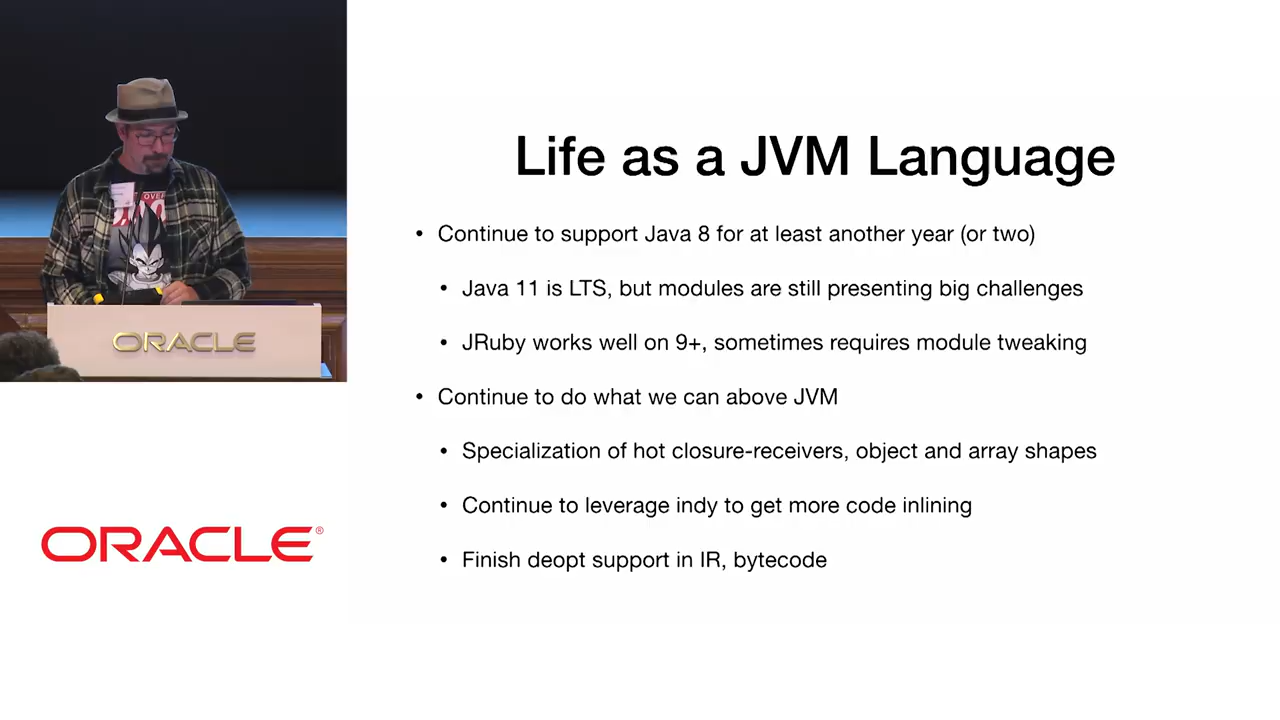 Life as a JVM Language
• Continue to support Java 8 for at least another year (or two)
• Java 11 is LTS, but modules are still presenting big challenges
• JRuby works well on 9+, sometimes requires module tweaking
• Continue to do what we can above JVM
• Specialization of hot closure-receivers, object and array shapes
• Continue to leverage indy to get more code inlining
• Finish deopt support in IR, bytecode
OVER
ORACLE
ORACLE®